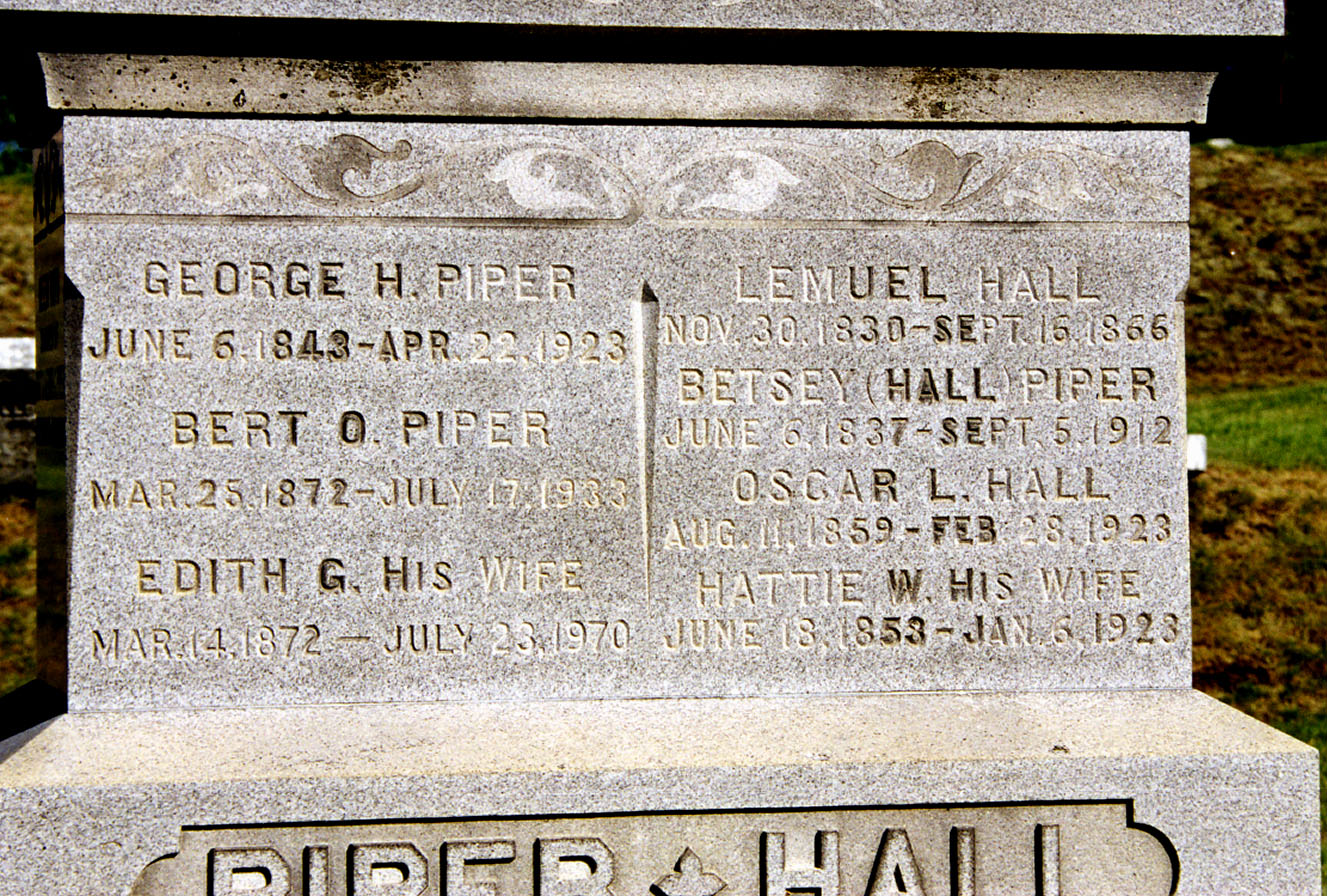 GEORGE H. PIPER
JUNE 6, 1843-APR. 22, 1923
BERT O. PIPER
MAR. 25, 1872-JULY 17, 1933
EDITH G. HIS WIFE
MAR. 14, 1872 - JULY 23, 1970
LEMUEL HALL
NOV. 30, 1830-SEPT. 16, 1866
BETSEY (HALL) PIPER
JUNE 6, 1837-SEPT. 5, 1912
OSCAR L. HALL
AUG. 11, 1859-FEB 28, 1923
HATTIE W. HIS WIFE
JUNE 18, 1853-JAN. 6, 1923
PIPER HALL